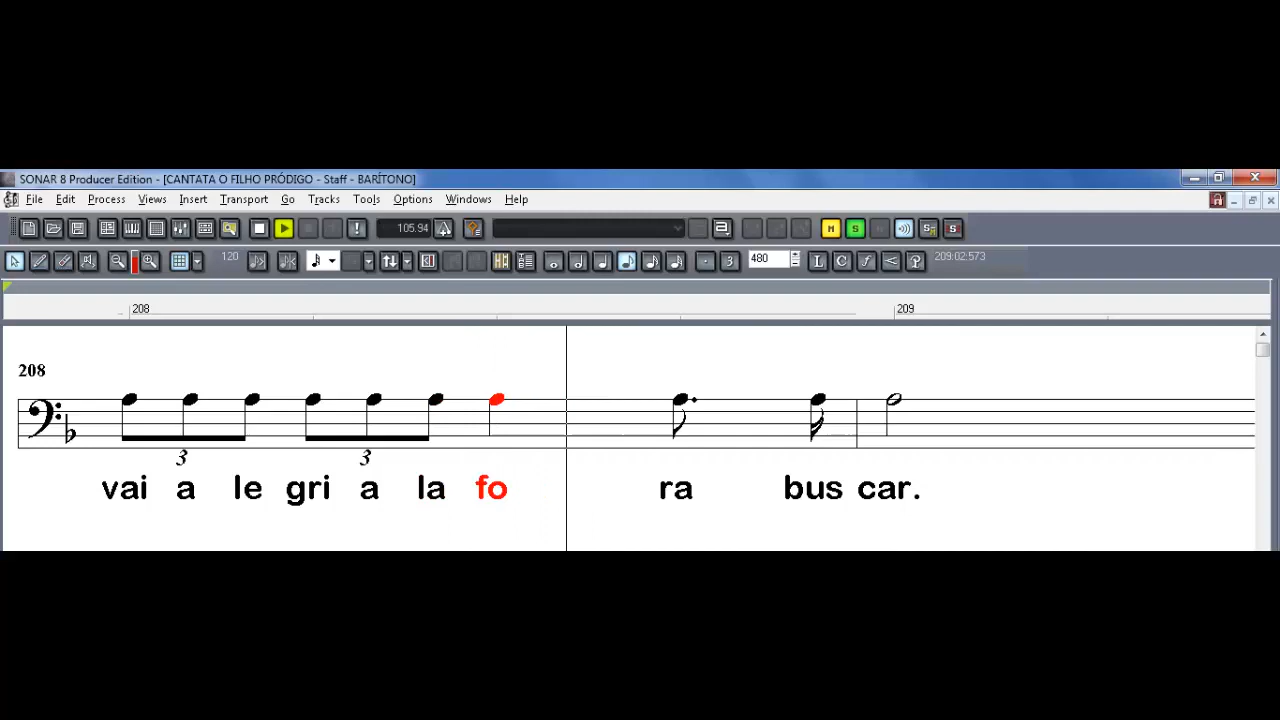 SONAR 8 Producer Edition - [CANTATA O FILHO PRÓDIGO - Staff - BARÍTONO]
File Edit Process Views Insert Transport Go Tracks Tools Options Windows Help
105.94
120 480 209:02:573
208 209
208
3 3
vai a le gri a la fo ra bus car.